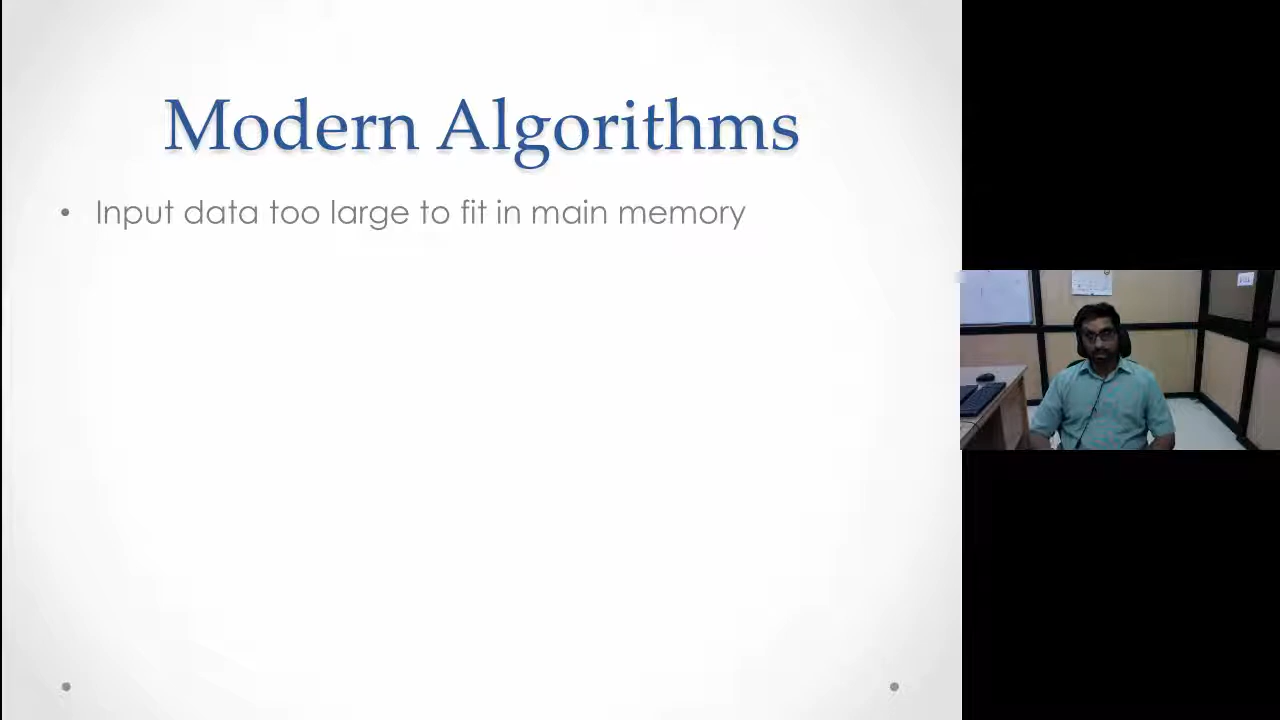 Modern Algorithms
• Input data too large to fit in main memory